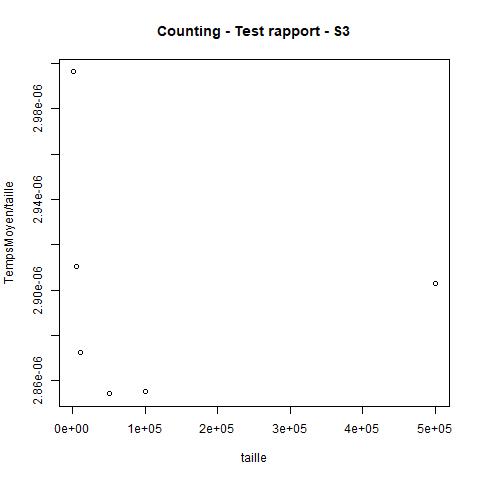 Counting - Test rapport - S3
TempsMoyen/taille
2.98e-06
2.94e-06
2.90e-06
2.86e-06
0e+00 1e+05 2e+05 3e+05 4e+05 5e+05
taille